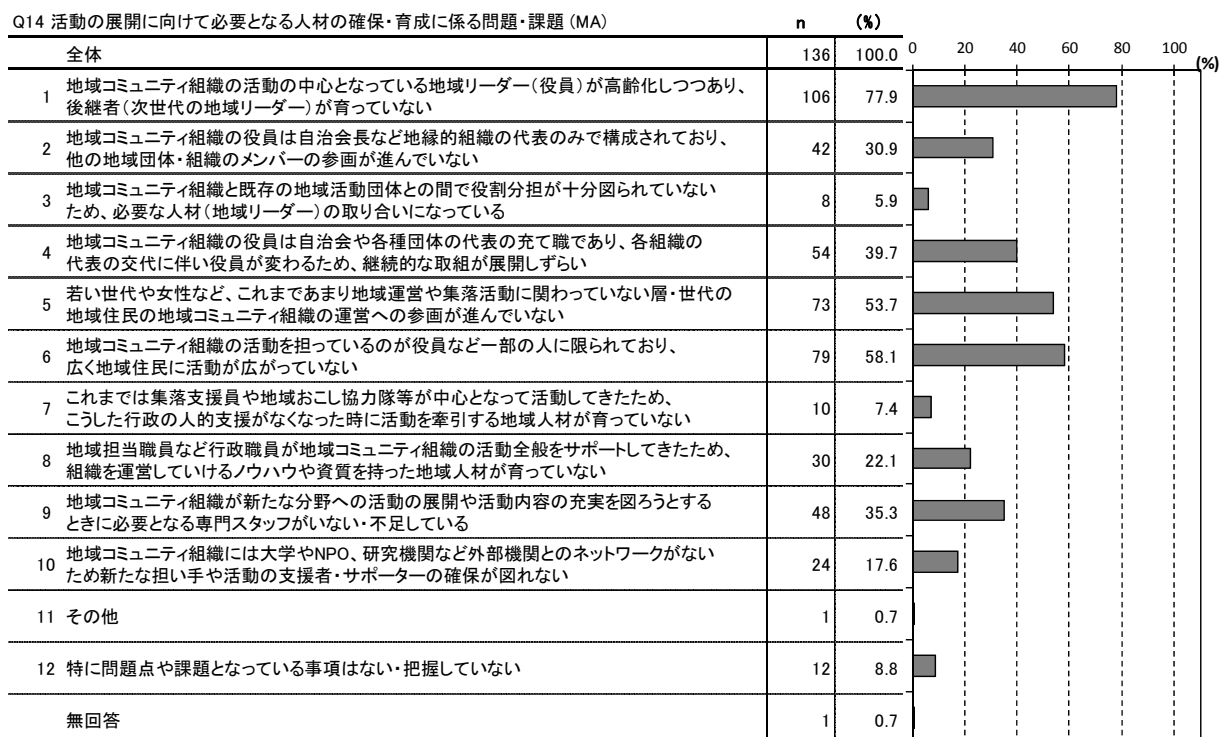 Q14 活動の展開に向けて必要となる人材の確保・育成に係る問題・課題 (MA) n (%)
全体 136 100.0
0 20 40 60 80 100
(%)
1 地域コミュニティ組織の活動の中心となっている地域リーダー（役員）が高齢化しつつあり、
後継者（次世代の地域リーダー）が育っていない 106 77.9
2 地域コミュニティ組織の役員は自治会長など地縁的組織の代表のみで構成されており、
他の地域団体・組織のメンバーの参画が進んでいない 42 30.9
3 地域コミュニティ組織と既存の地域活動団体との間で役割分担が十分図られていない
ため、必要な人材（地域リーダー）の取り合いになっている 8 5.9
4 地域コミュニティ組織の役員は自治会や各種団体の代表の充て職であり、各組織の
代表の交代に伴い役員が変わるため、継続的な取組が展開しずらい 54 39.7
5 若い世代や女性など、これまであまり地域運営や集落活動に関わっていない層・世代の
地域住民の地域コミュニティ組織の運営への参画が進んでいない 73 53.7
6 地域コミュニティ組織の活動を担っているのが役員など一部の人に限られており、
広く地域住民に活動が広がっていない 79 58.1
7 これまでは集落支援員や地域おこし協力隊等が中心となって活動してきたため、
こうした行政の人的支援がなくなった時に活動を牽引する地域人材が育っていない 10 7.4
8 地域担当職員など行政職員が地域コミュニティ組織の活動全般をサポートしてきたため、
組織を運営していけるノウハウや資質を持った地域人材が育っていない 30 22.1
9 地域コミュニティ組織が新たな分野への活動の展開や活動内容の充実を図ろうとする
ときに必要となる専門スタッフがいない・不足している 48 35.3
10 地域コミュニティ組織には大学やNPO、研究機関など外部機関とのネットワークがない
ため新たな担い手や活動の支援者・サポーターの確保が図れない 24 17.6
11 その他 1 0.7
12 特に問題点や課題となっている事項はない・把握していない 12 8.8
無回答 1 0.7